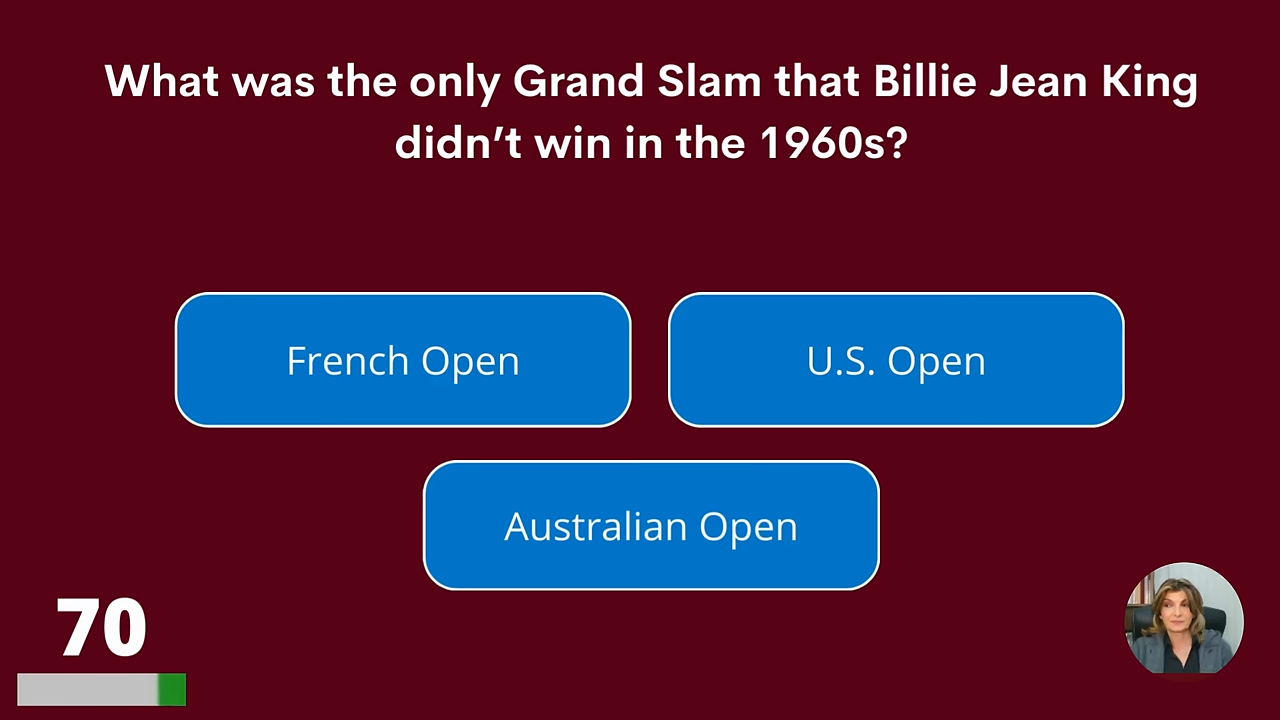 What was the only Grand Slam that Billie Jean King
didn’t win in the 1960s?
French Open
U.S. Open
Australian Open
70